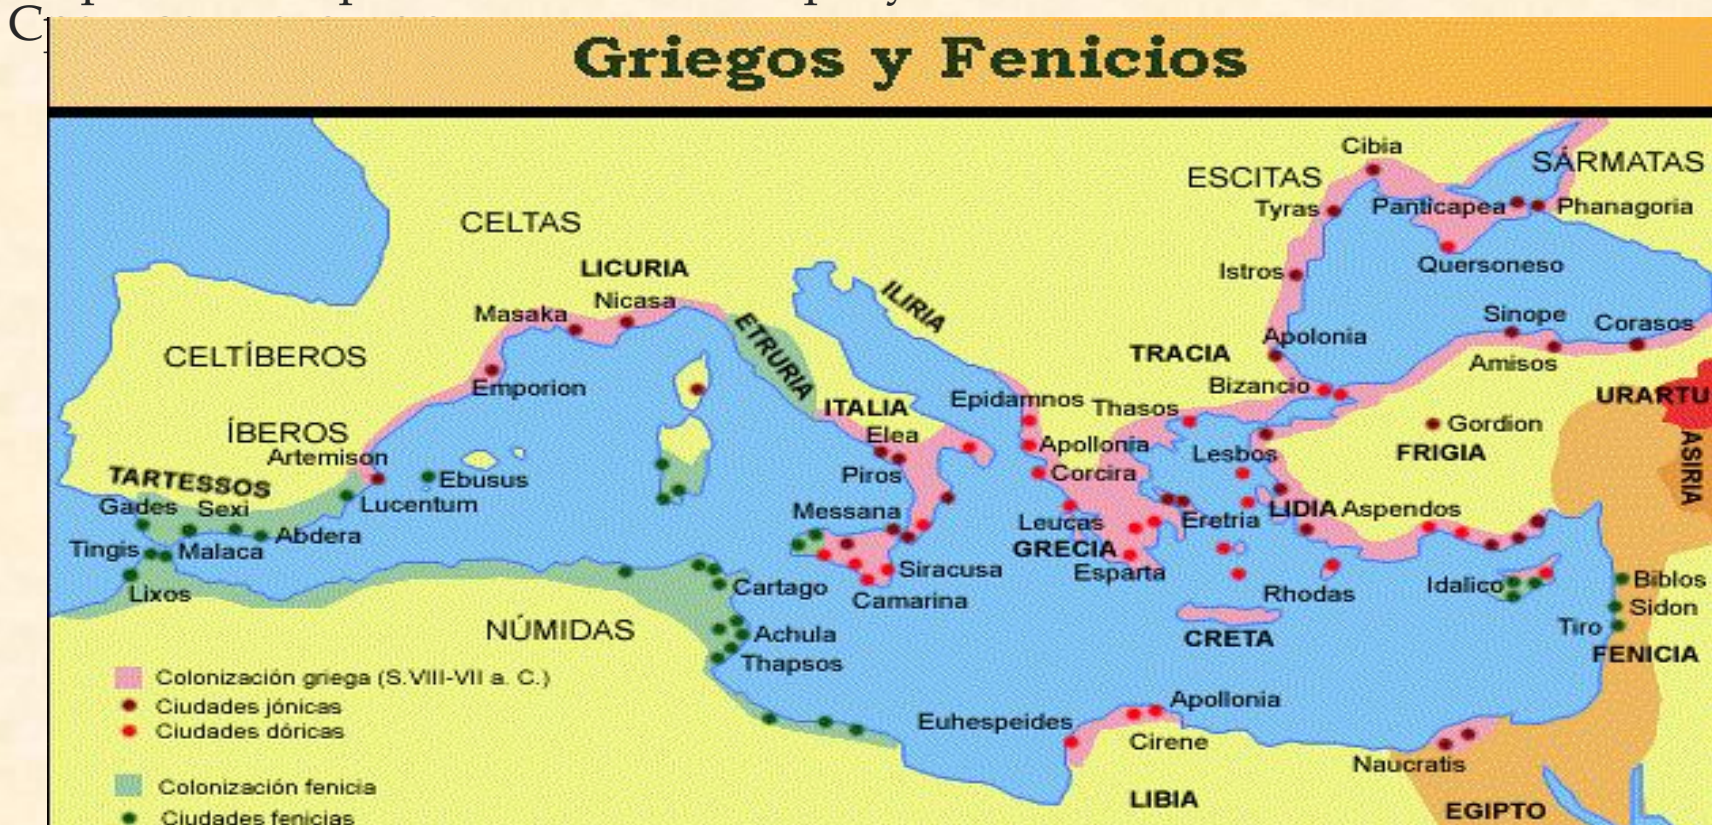 Griegos y Fenicios
Cibia
SÁRMATAS
ESCITAS
Tyras
Panticapea
Phanagoria
CELTAS
Istros
Quersoneso
LICURIA
Nicasa
Masaka
ILIRIA
Sinope
Corasos
ETRURIA
Apolonia
TRACIA
Amisos
CELTÍBEROS
Emporion
Bizancio
URARTU
ITALIA
Epidamnos
Thasos
Gordion
ÍBEROS
Elea
Apollonia
Lesbos
FRIGIA
ASIRIA
Artemison
Piros
Corcira
TARTESSOS
Ebusus
Gades
Sexi
Lucentum
Messana
Leucas
Eretria
LIDIA
Aspendos
Abdera
GRECIA
Tingis
Malaca
Siracusa
Esparta
Cartago
Camarina
Rhodas
Idalico
Biblos
Lixos
Sidon
NÚMIDAS
Achula
CRETA
Tiro
FENICIA
Thapsos
Colonización griega (S.VIII-VII a. C.)
Ciudades jónicas
Ciudades dóricas
Apollonia
Euhespeides
Cirene
Naucratis
Colonización fenicia
LIBIA
EGIPTO
Ciudades fenicias